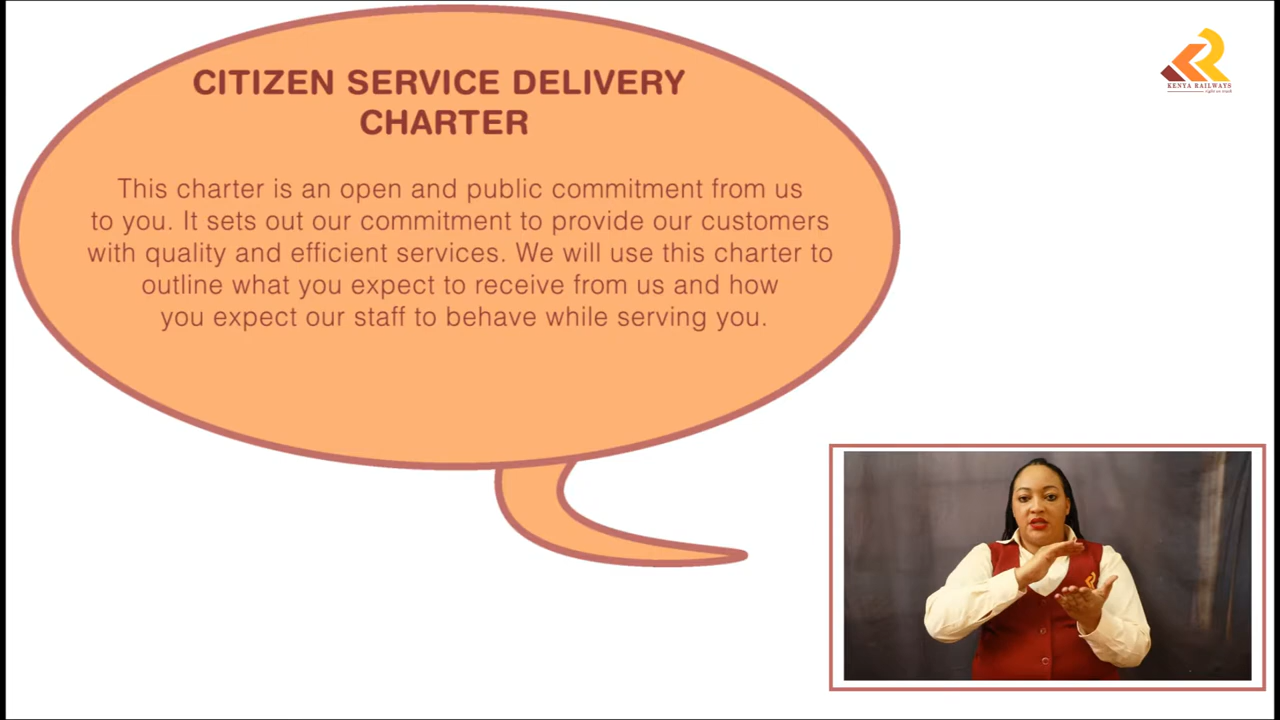 CITIZEN SERVICE DELIVERY
CHARTER
This charter is an open and public commitment from us
to you. It sets out our commitment to provide our customers
with quality and efficient services. We will use this charter to
outline what you expect to receive from us and how
you expect our staff to behave while serving you.
KENYA RAILWAYS
right on track